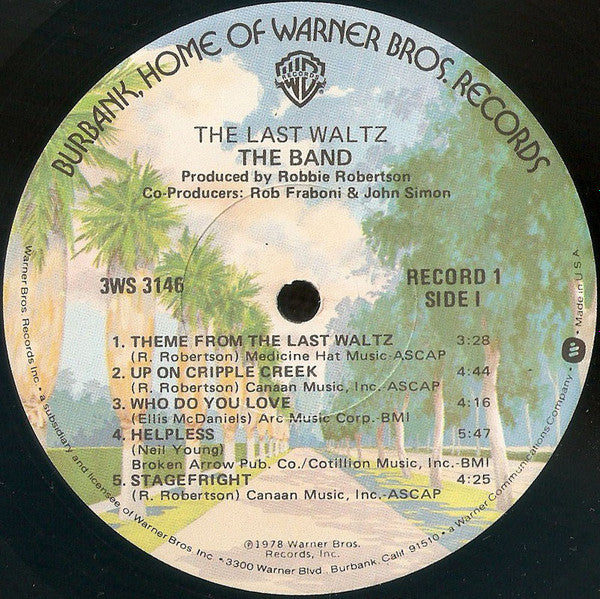 BURBANK, HOME OF WARNER BROS. RECORDS
WB
RECORDS
THE LAST WALTZ
THE BAND
Produced by Robbie Robertson
Co-Producers: Rob Fraboni & John Simon
3WS 3146
RECORD 1
SIDE I
1. THEME FROM THE LAST WALTZ 3:28
(R. Robertson) Medicine Hat Music-ASCAP
2. UP ON CRIPPLE CREEK 4:44
(R. Robertson) Canaan Music, Inc.-ASCAP
3. WHO DO YOU LOVE 4:16
(Ellis McDaniels) Arc Music Corp.-BMI
4. HELPLESS 5:47
(Neil Young)
Broken Arrow Pub. Co./Cotillion Music, Inc.-BMI
5. STAGEFRIGHT 4:25
(R. Robertson) Canaan Music, Inc.-ASCAP
℗1978 Warner Bros.
Records, Inc.
Warner Bros. Records Inc. • a subsidiary and licensee of Warner Bros. Inc. • 3300 Warner Blvd., Burbank, Calif. 91510 • a Warner Communications Company. • Made in U.S.A.